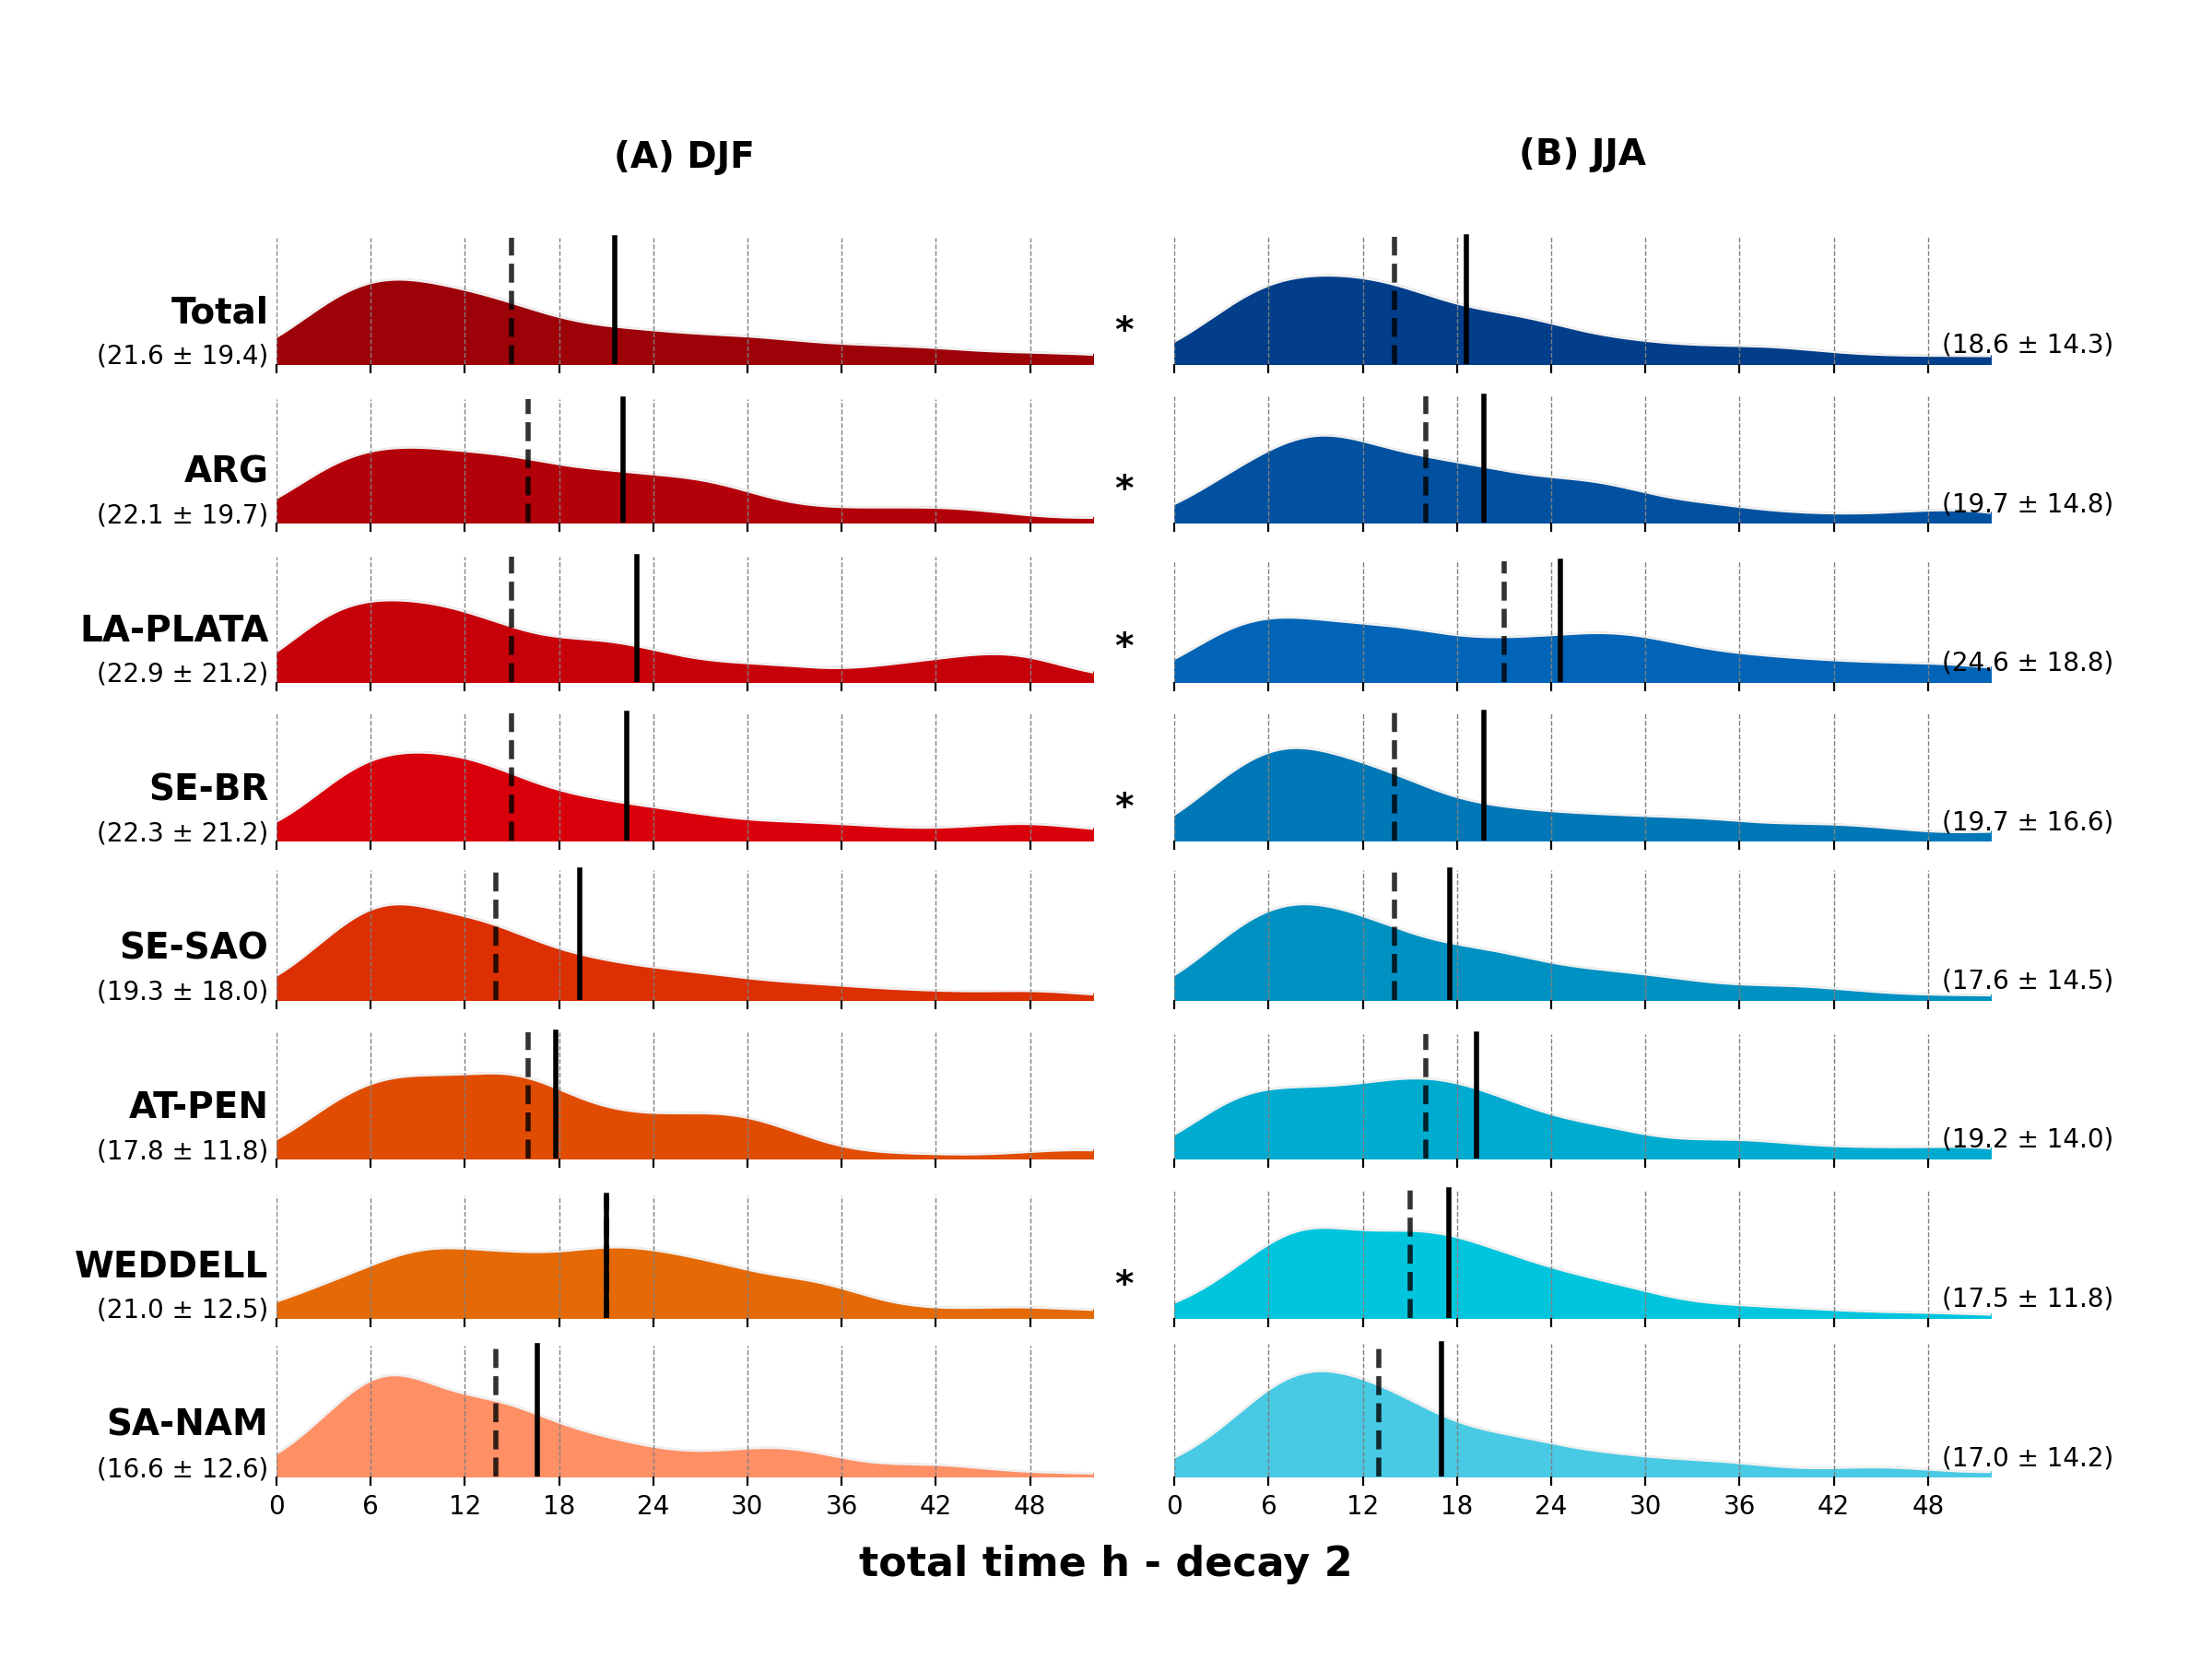 (A) DJF
(B) JJA
Total
(21.6 ± 19.4)
*
(18.6 ± 14.3)
ARG
(22.1 ± 19.7)
*
(19.7 ± 14.8)
LA-PLATA
(22.9 ± 21.2)
*
(24.6 ± 18.8)
SE-BR
(22.3 ± 21.2)
*
(19.7 ± 16.6)
SE-SAO
(19.3 ± 18.0)
(17.6 ± 14.5)
AT-PEN
(17.8 ± 11.8)
(19.2 ± 14.0)
WEDDELL
(21.0 ± 12.5)
*
(17.5 ± 11.8)
SA-NAM
(16.6 ± 12.6)
(17.0 ± 14.2)
0 6 12 18 24 30 36 42 48
0 6 12 18 24 30 36 42 48
total time h - decay 2